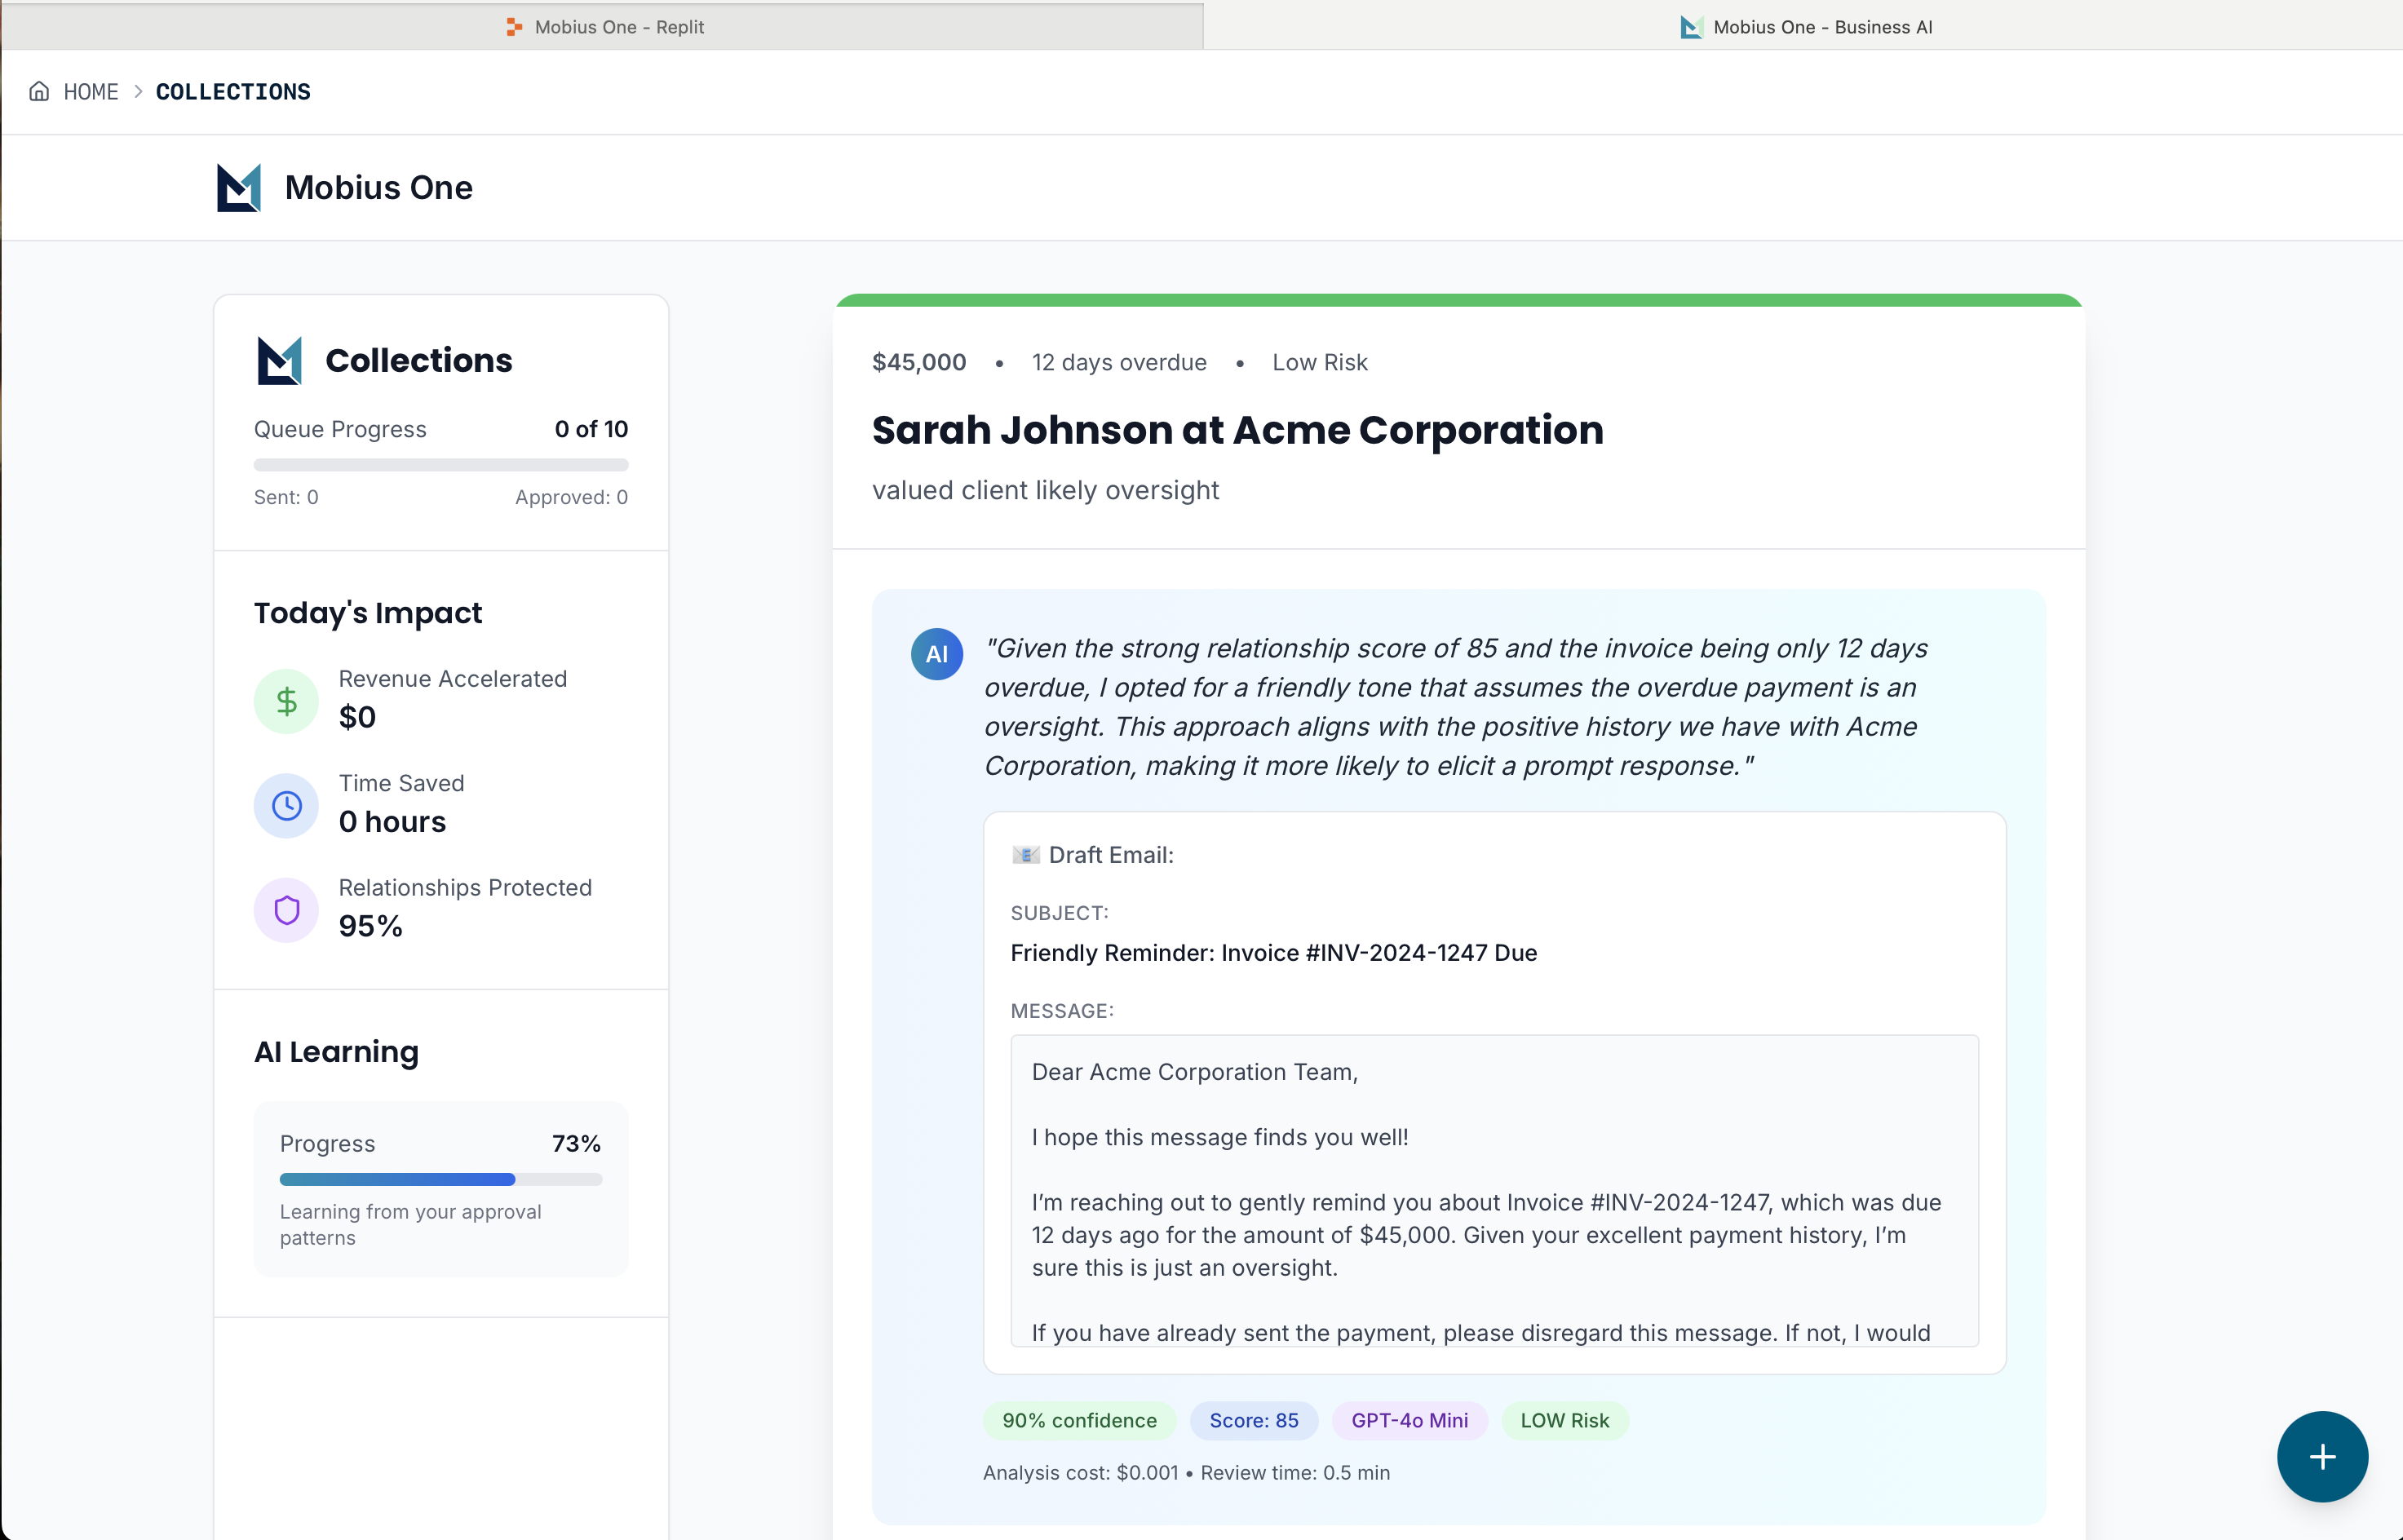 Mobius One - Replit
Mobius One - Business AI
HOME > COLLECTIONS
Mobius One
Collections
Queue Progress 0 of 10
Sent: 0 Approved: 0
Today's Impact
Revenue Accelerated
$0
Time Saved
0 hours
Relationships Protected
95%
AI Learning
Progress 73%
Learning from your approval
patterns
$45,000 • 12 days overdue • Low Risk
Sarah Johnson at Acme Corporation
valued client likely oversight
AI
"Given the strong relationship score of 85 and the invoice being only 12 days
overdue, I opted for a friendly tone that assumes the overdue payment is an
oversight. This approach aligns with the positive history we have with Acme
Corporation, making it more likely to elicit a prompt response."
📧 Draft Email:
SUBJECT:
Friendly Reminder: Invoice #INV-2024-1247 Due
MESSAGE:
Dear Acme Corporation Team,
I hope this message finds you well!
I’m reaching out to gently remind you about Invoice #INV-2024-1247, which was due
12 days ago for the amount of $45,000. Given your excellent payment history, I’m
sure this is just an oversight.
If you have already sent the payment, please disregard this message. If not, I would
90% confidence Score: 85 GPT-4o Mini LOW Risk
Analysis cost: $0.001 • Review time: 0.5 min